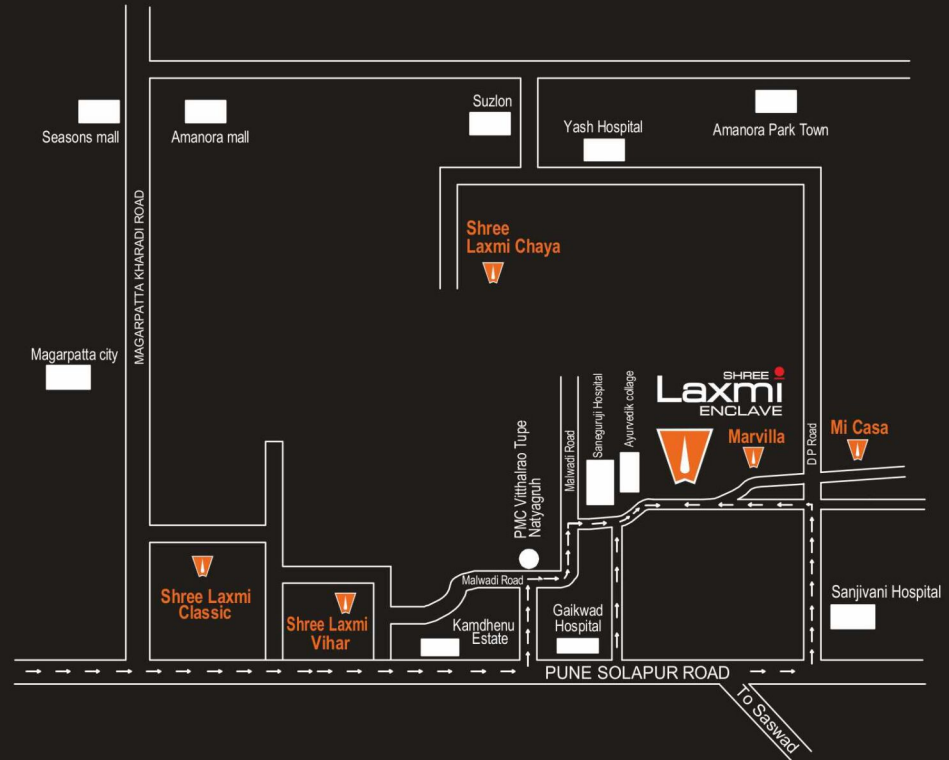 Seasons mall
Amanora mall
Suzlon
Yash Hospital
Amanora Park Town
MAGARPATTA KHARADI ROAD
Shree
Laxmi Chaya
Magarpatta city
SHREE
Laxmi
ENCLAVE
Marvilla
Mi Casa
D P Road
Malwadi Road
Saneguruji Hospital
Ayurvedik collage
PMC Vitthalrao Tupe
Natyagruh
Malwadi Road
Shree Laxmi
Classic
Shree Laxmi
Vihar
Kamdhenu
Estate
Gaikwad
Hospital
Sanjivani Hospital
PUNE SOLAPUR ROAD
To Saswad